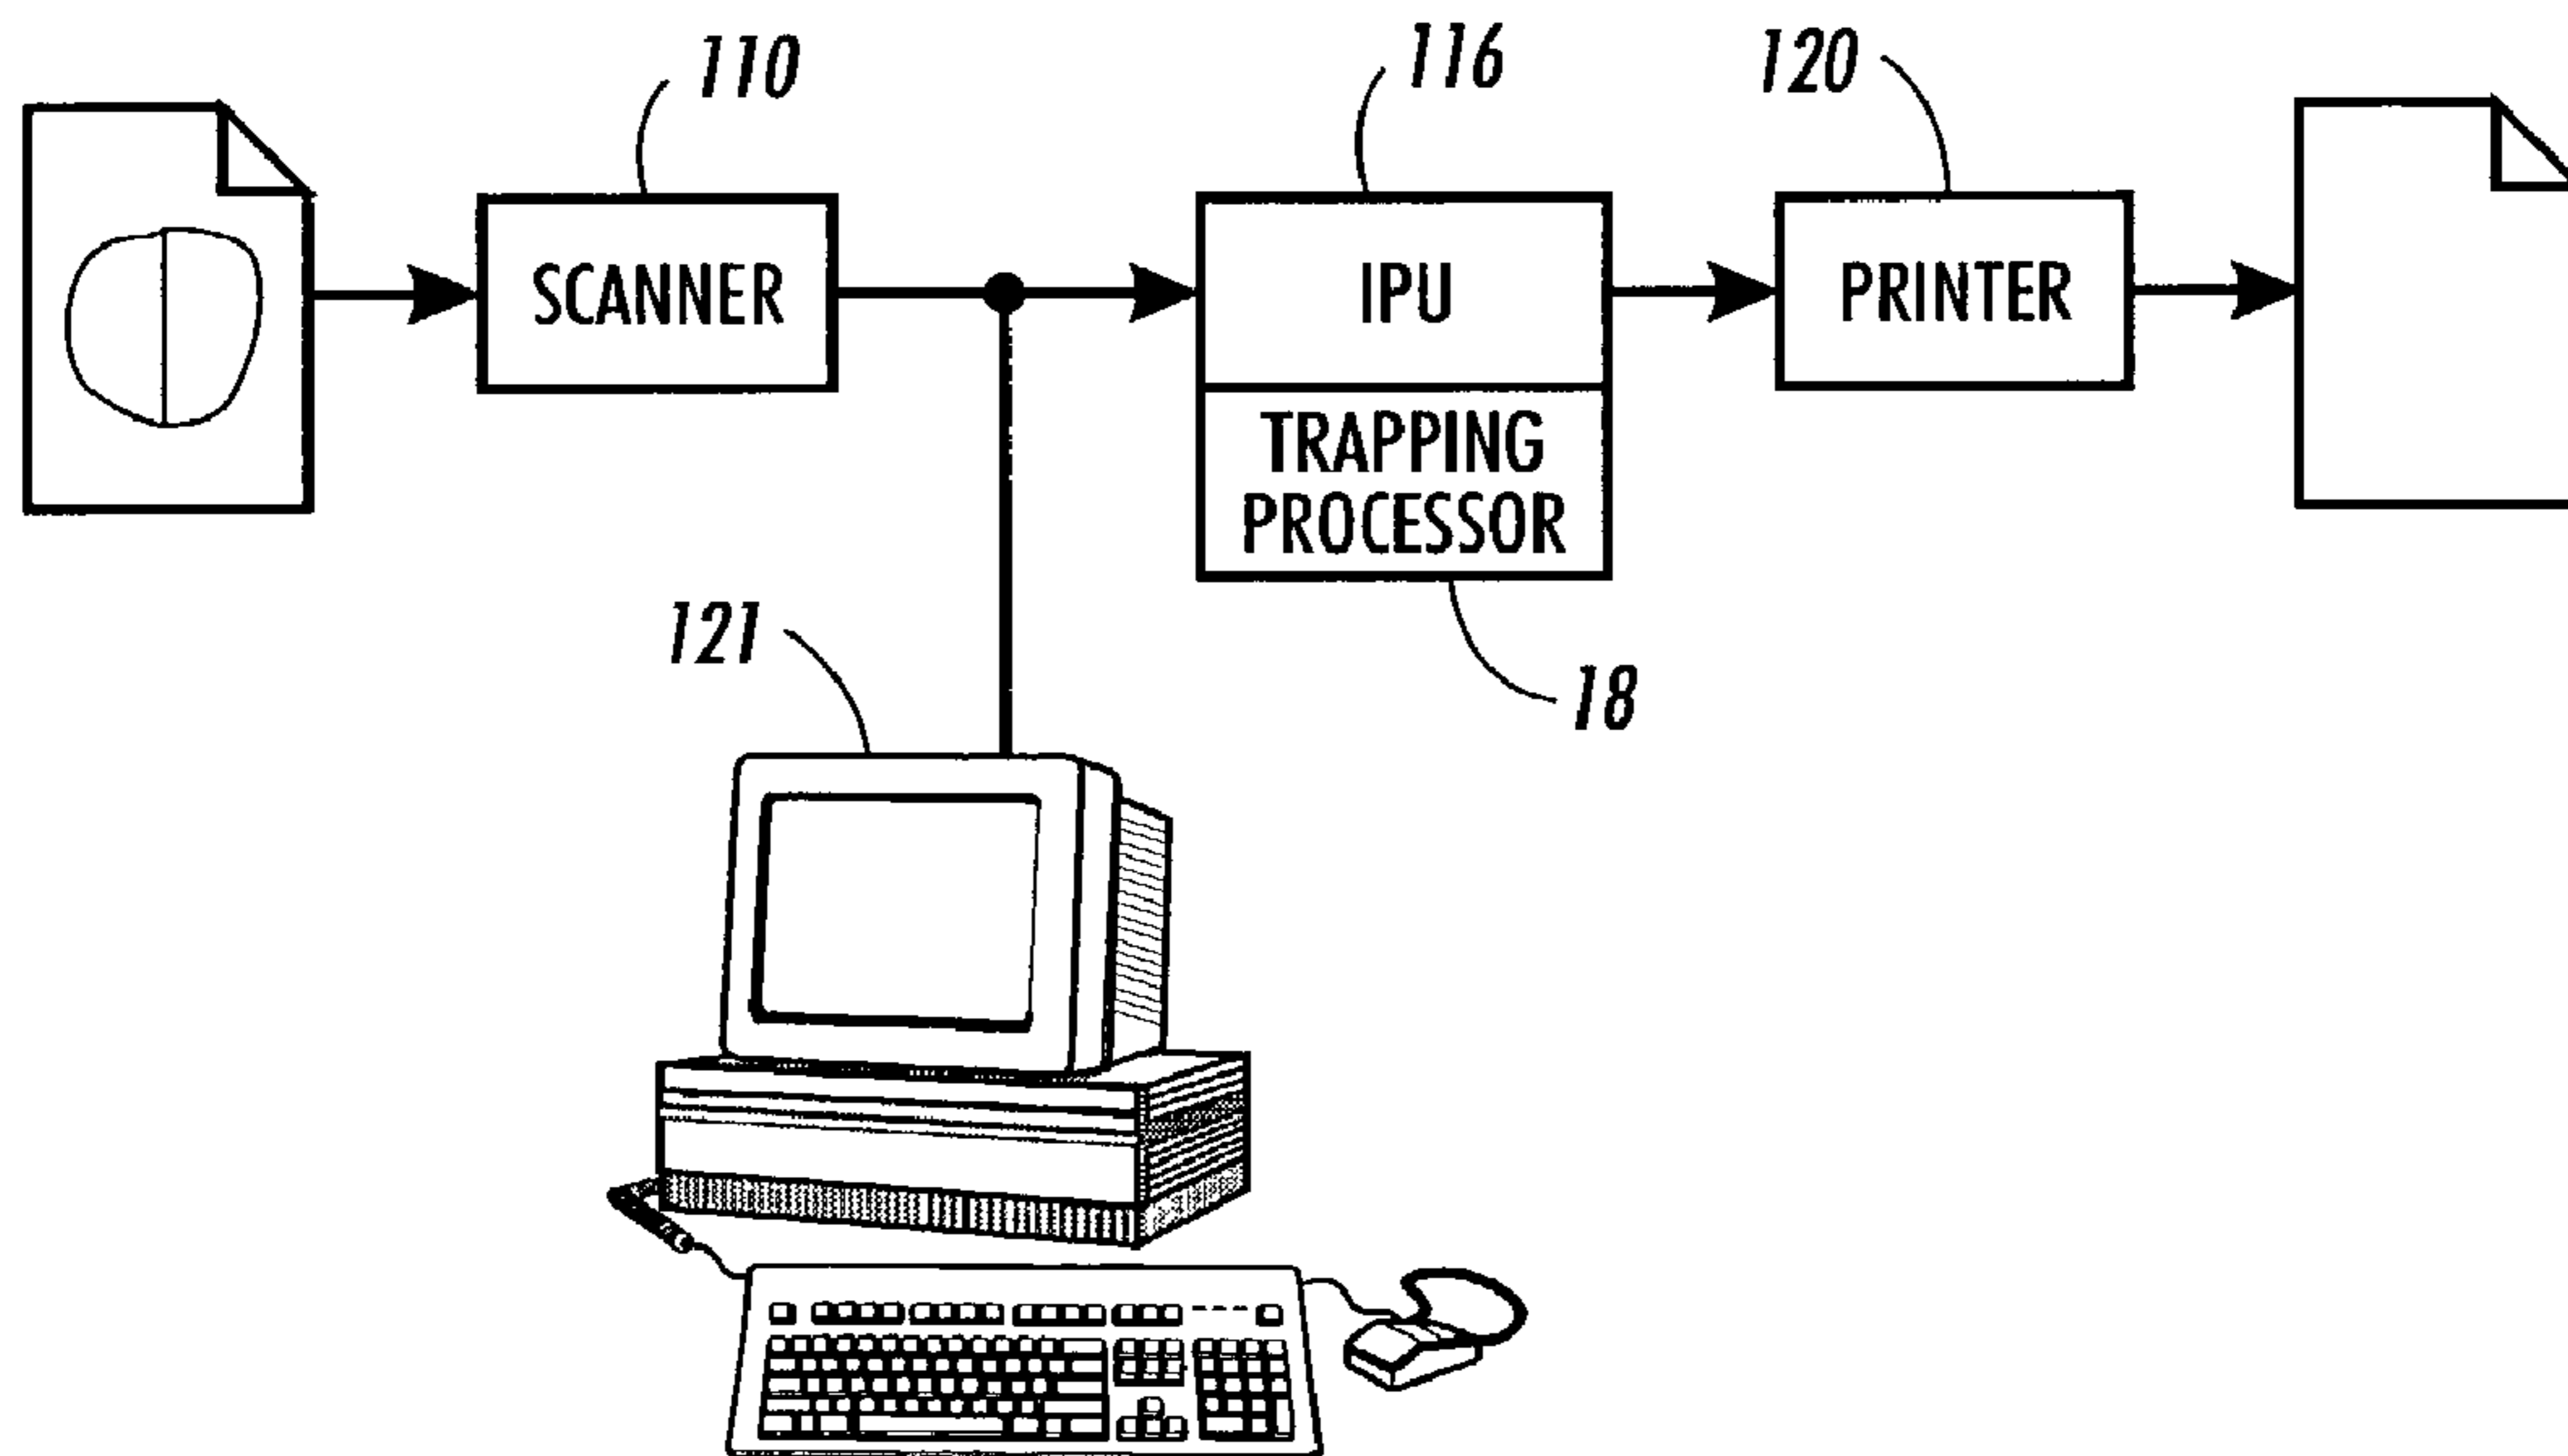 110
116
120
SCANNER
IPU
PRINTER
TRAPPING
PROCESSOR
121
18